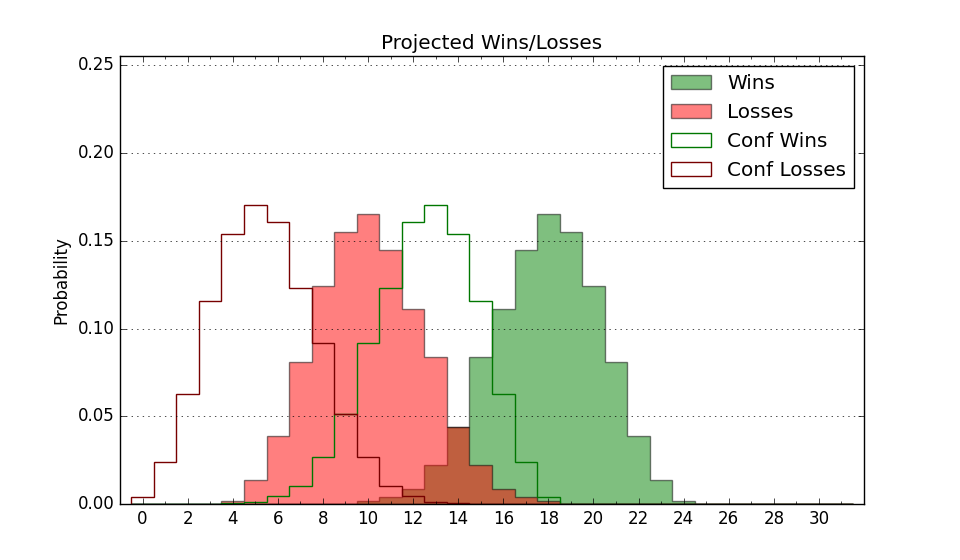 Projected Wins/Losses
0.25
0.20
0.15
0.10
0.05
0.00
Probability
Wins
Losses
Conf Wins
Conf Losses
0 2 4 6 8 10 12 14 16 18 20 22 24 26 28 30